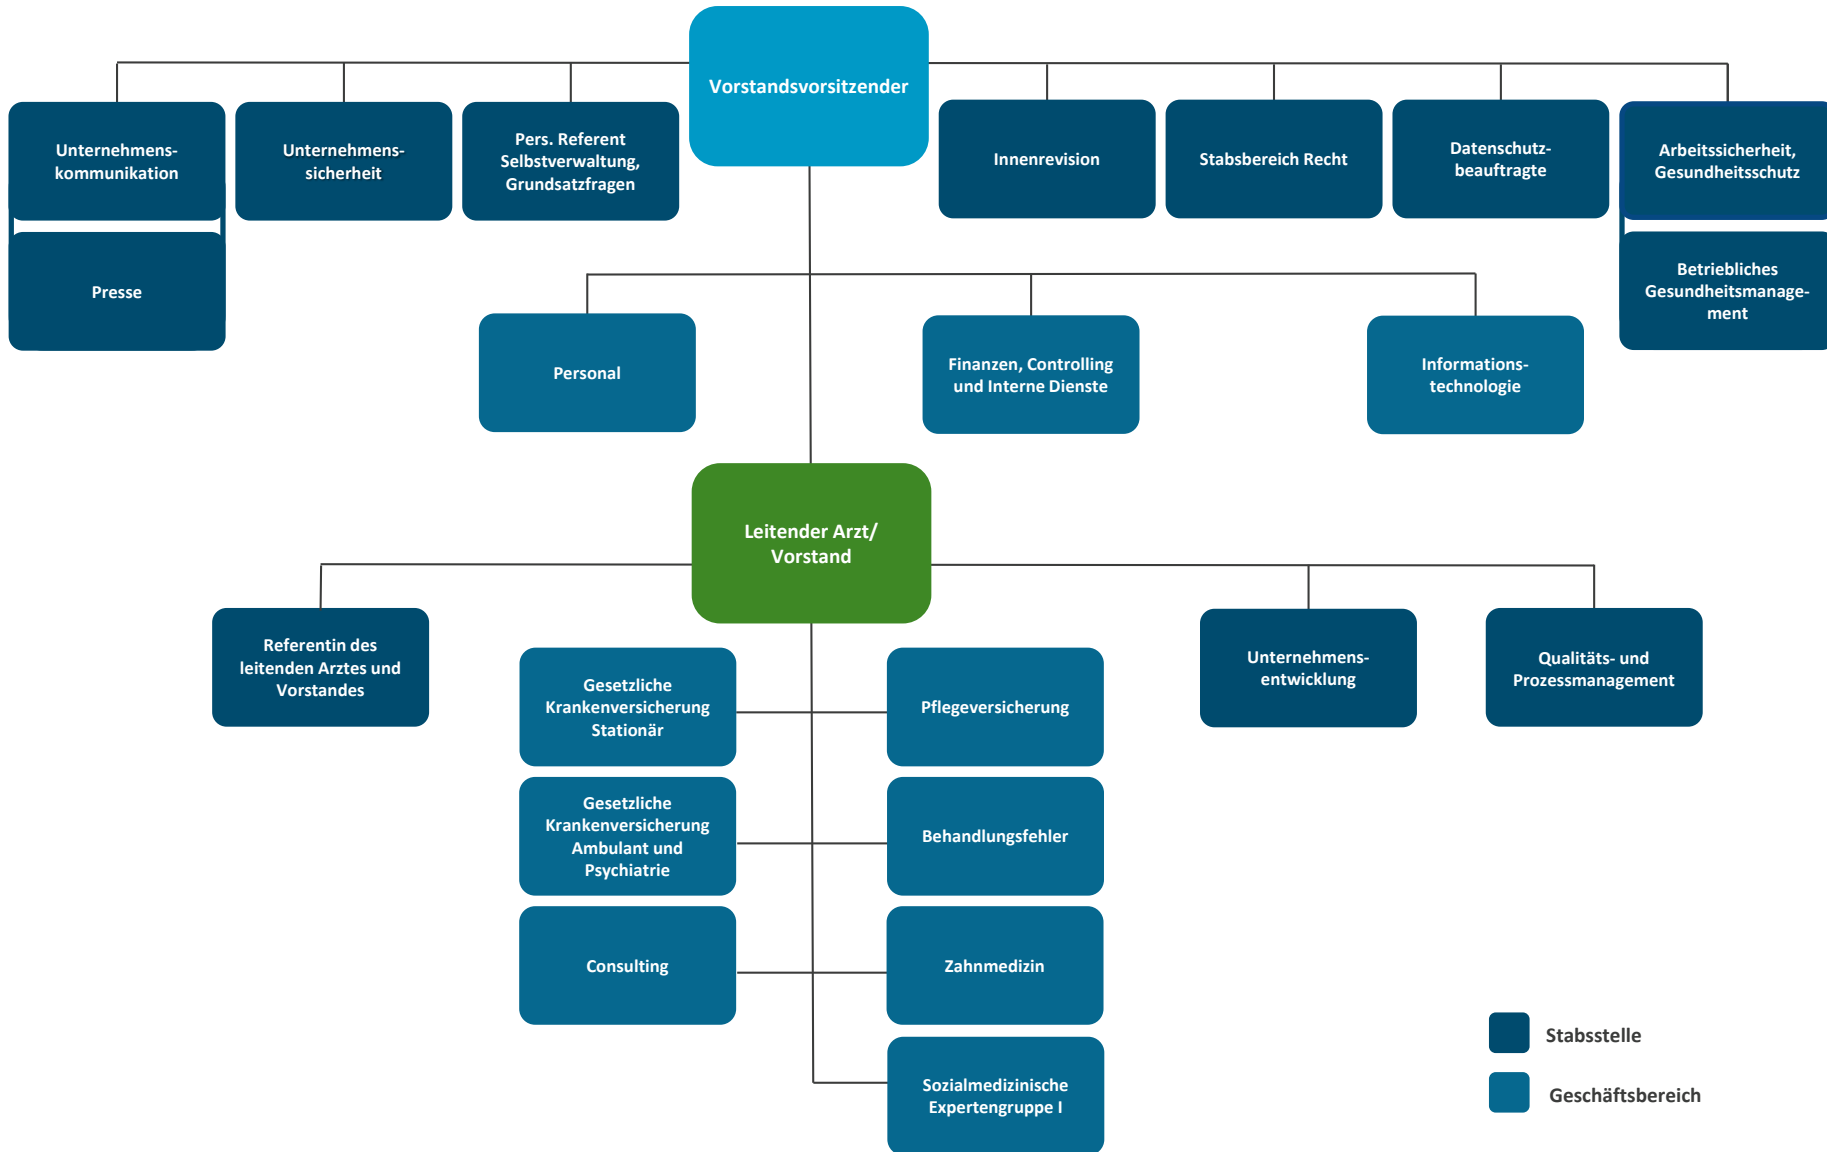 Vorstandsvorsitzender
Unternehmens-
kommunikation
Unternehmens-
sicherheit
Pers. Referent
Selbstverwaltung,
Grundsatzfragen
Innenrevision
Stabsbereich Recht
Datenschutz-
beauftragte
Arbeitssicherheit,
Gesundheitsschutz
Presse
Betriebliches
Gesundheitsmanage-
ment
Personal
Finanzen, Controlling
und Interne Dienste
Informations-
technologie
Leitender Arzt/
Vorstand
Referentin des
leitenden Arztes und
Vorstandes
Gesetzliche
Krankenversicherung
Stationär
Pflegeversicherung
Unternehmens-
entwicklung
Qualitäts- und
Prozessmanagement
Gesetzliche
Krankenversicherung
Ambulant und
Psychiatrie
Behandlungsfehler
Consulting
Zahnmedizin
Sozialmedizinische
Expertengruppe I
Stabsstelle
Geschäftsbereich